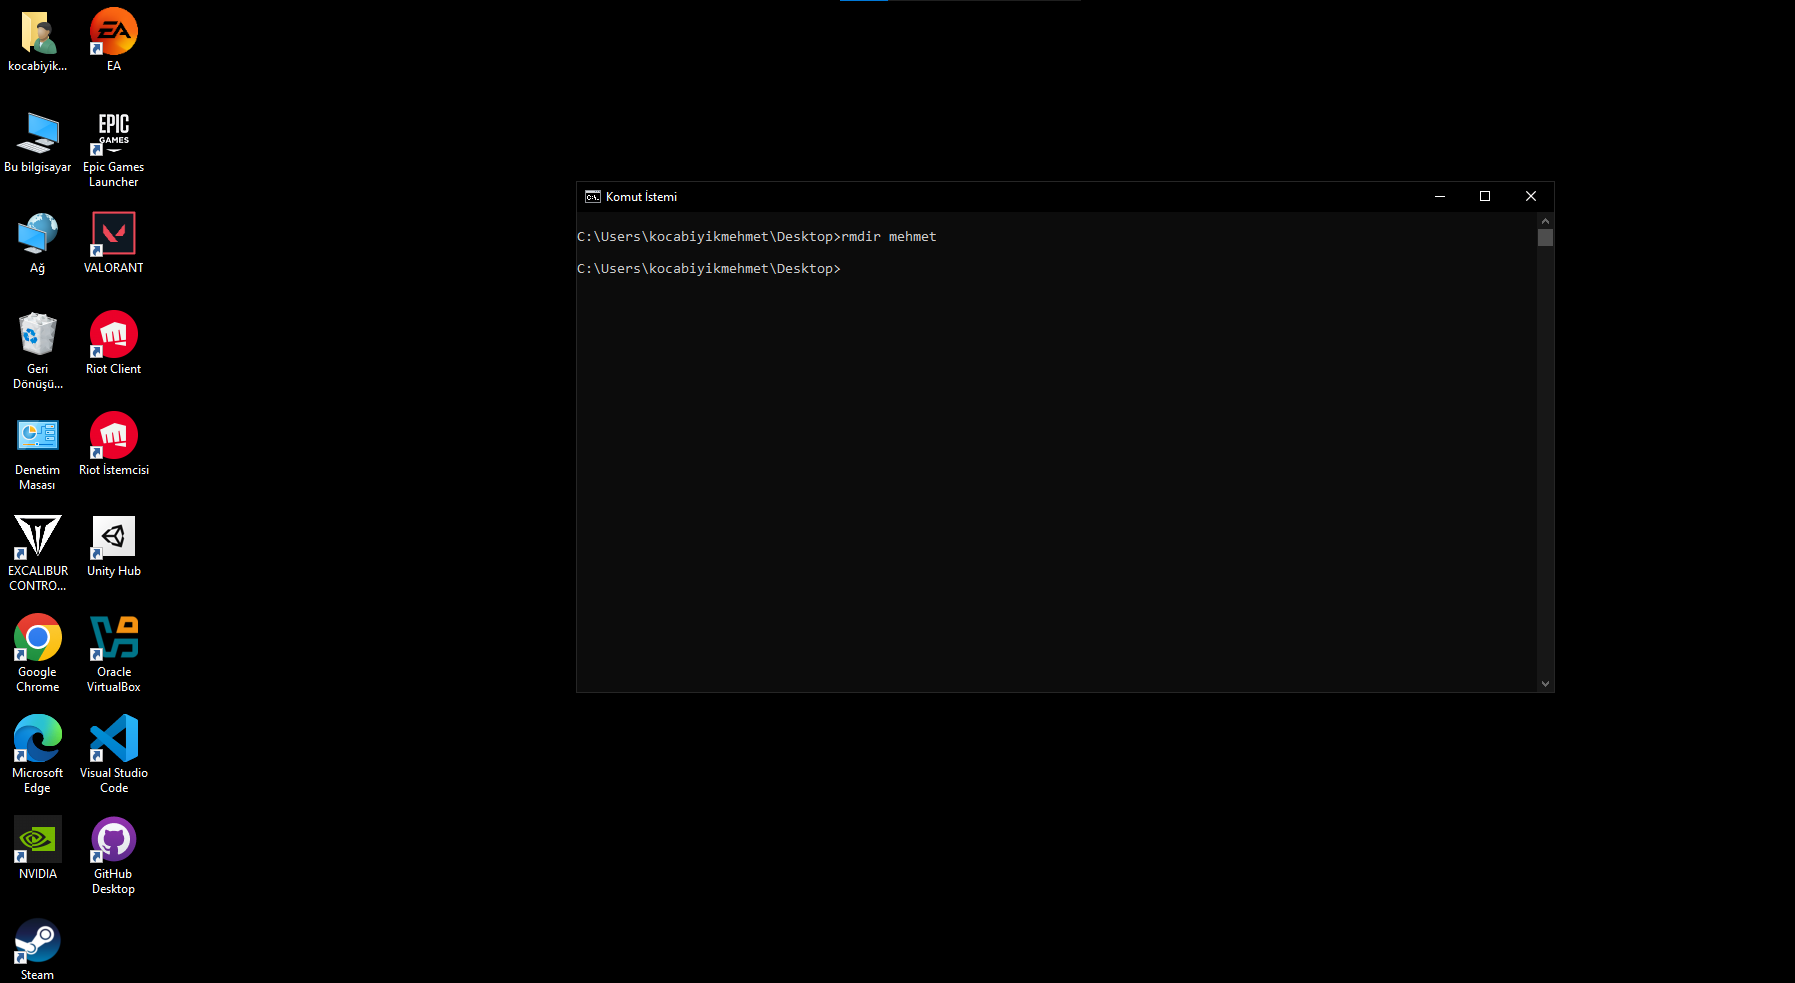 kocabiyik...
EA
Bu bilgisayar
EPIC
GAMES
Epic Games
Launcher
Ağ
VALORANT
Geri
Dönüşü...
Riot Client
Denetim
Masası
Riot İstemcisi
EXCALIBUR
CONTRO...
Unity Hub
Google
Chrome
Oracle
VirtualBox
Microsoft
Edge
Visual Studio
Code
NVIDIA
GitHub
Desktop
Steam
C:\. Komut İstemi
C:\Users\kocabiyikmehmet\Desktop>rmdir mehmet
C:\Users\kocabiyikmehmet\Desktop>